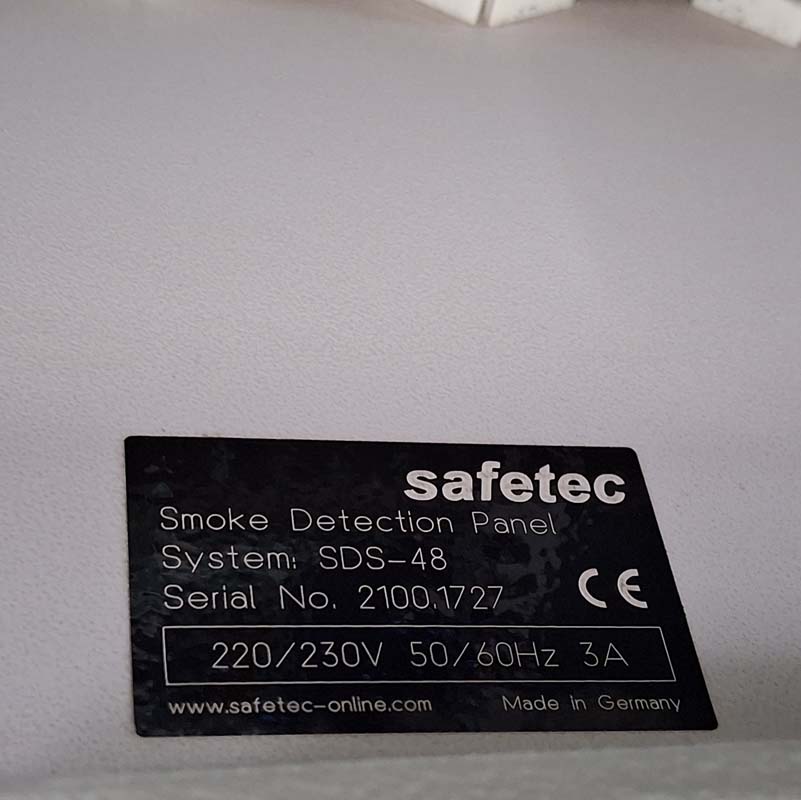 safetec
Smoke Detection Panel
System: SDS-48
Serial No. 2100.1727
CE
220/230V 50/60Hz 3A
www.safetec-online.com Made in Germany